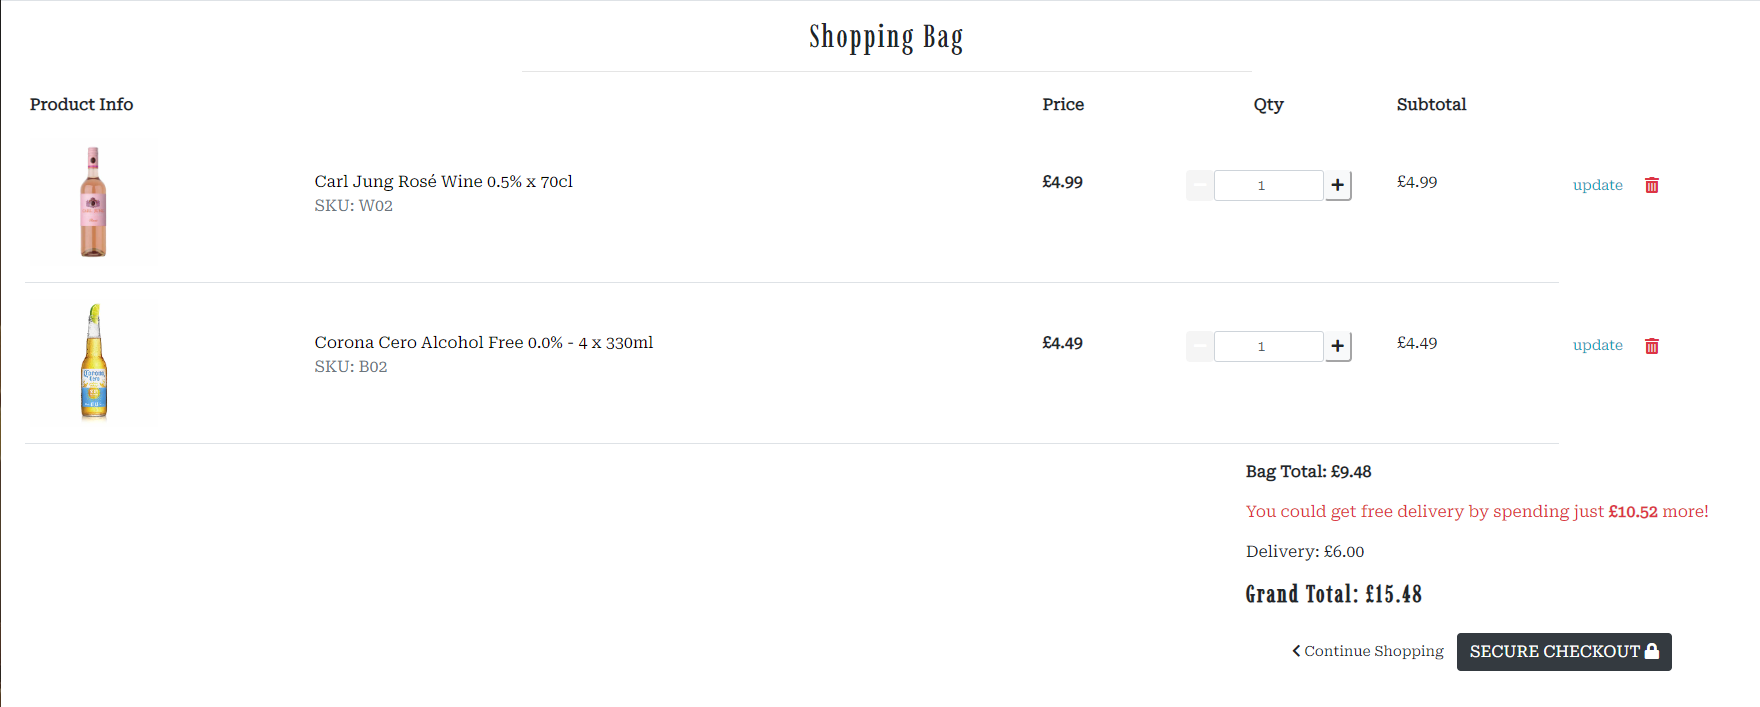 Shopping Bag
Product Info Price Qty Subtotal
Carl Jung Rosé Wine 0.5% x 70cl £4.99 1 £4.99 update
SKU: W02
Corona Cero Alcohol Free 0.0% - 4 x 330ml £4.49 1 £4.49 update
SKU: B02
Bag Total: £9.48
You could get free delivery by spending just £10.52 more!
Delivery: £6.00
Grand Total: £15.48
Continue Shopping SECURE CHECKOUT